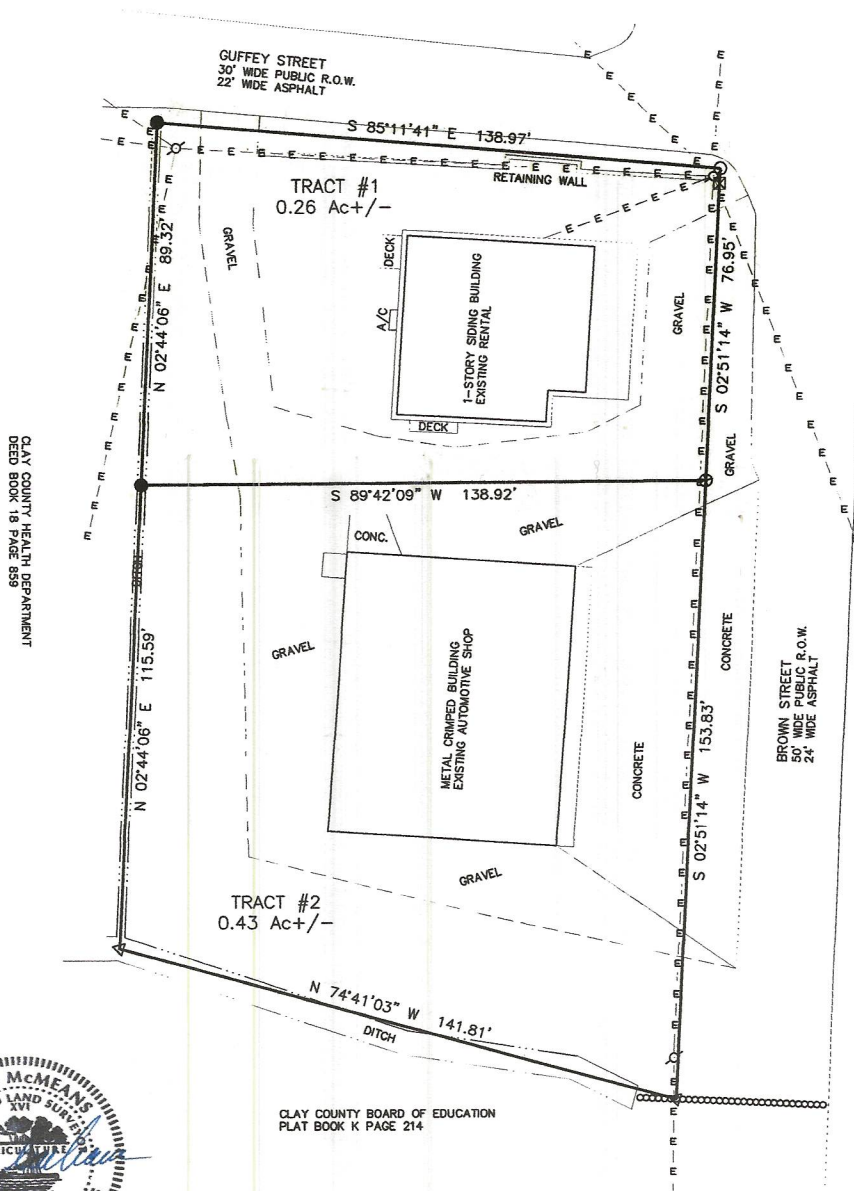 GUFFEY STREET
30' WIDE PUBLIC R.O.W.
22' WIDE ASPHALT
S 85°11'41" E 138.97'
TRACT #1
0.26 Ac+/-
RETAINING WALL
N 02°44'06" E 89.32'
GRAVEL
DECK
A/C
1-STORY SIDING BUILDING
EXISTING RENTAL
DECK
GRAVEL
S 02°51'14" W 76.95'
GRAVEL
S 89°42'09" W 138.92'
CONC.
GRAVEL
CLAY COUNTY HEALTH DEPARTMENT
DEED BOOK 18 PAGE 859
N 02°44'06" E 115.59'
GRAVEL
METAL CRIMPED BUILDING
EXISTING AUTOMOTIVE SHOP
CONCRETE
CONCRETE
S 02°51'14" W 153.83'
BROWN STREET
50' WIDE PUBLIC R.O.W.
24' WIDE ASPHALT
GRAVEL
TRACT #2
0.43 Ac+/-
N 74°41'03" W 141.81'
DITCH
CLAY COUNTY BOARD OF EDUCATION
PLAT BOOK K PAGE 214
McMEANS
LAND SURVEY
XVI